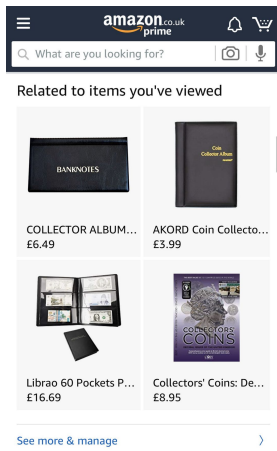 amazon.co.uk
prime
What are you looking for?
Related to items you've viewed
BANKNOTES
Coin
Collector Album
COLLECTOR ALBUM...
£6.49
AKORD Coin Collecto...
£3.99
COLLECTORS'
COINS
Librao 60 Pockets P...
£16.69
Collectors' Coins: De...
£8.95
See more & manage